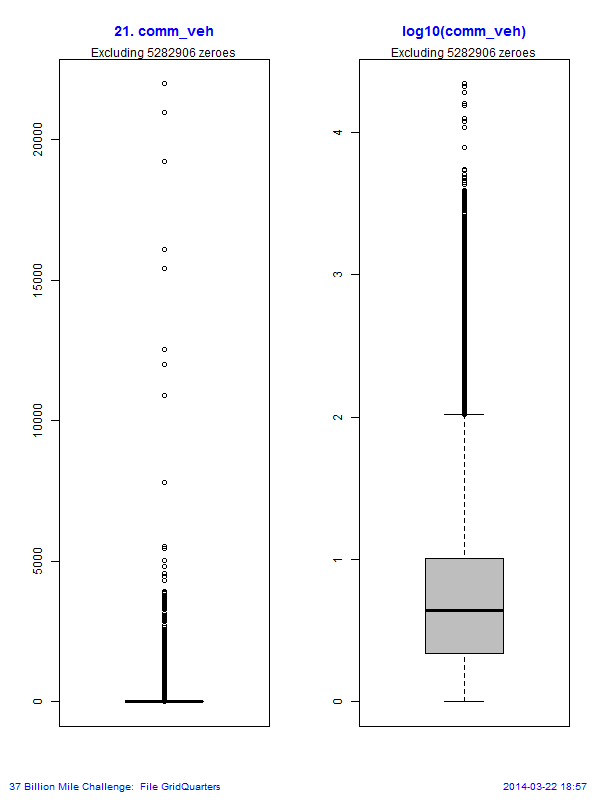 21. comm_veh
Excluding 5282906 zeroes
20000
15000
10000
5000
0
log10(comm_veh)
Excluding 5282906 zeroes
4
3
2
1
0
37 Billion Mile Challenge: File GridQuarters
2014-03-22 18:57